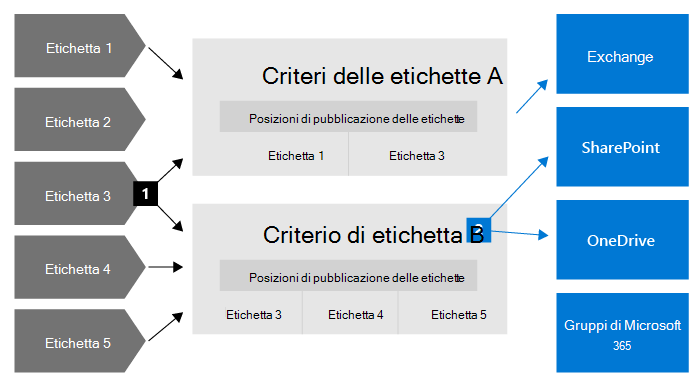 Etichetta 1
Etichetta 2
Etichetta 3
1
Etichetta 4
Etichetta 5
Criteri delle etichette A
Posizioni di pubblicazione delle etichette
Etichetta 1 Etichetta 3
Criterio di etichetta B
Posizioni di pubblicazione delle etichette
Etichetta 3 Etichetta 4 Etichetta 5
Exchange
SharePoint
OneDrive
Gruppi di Microsoft
365